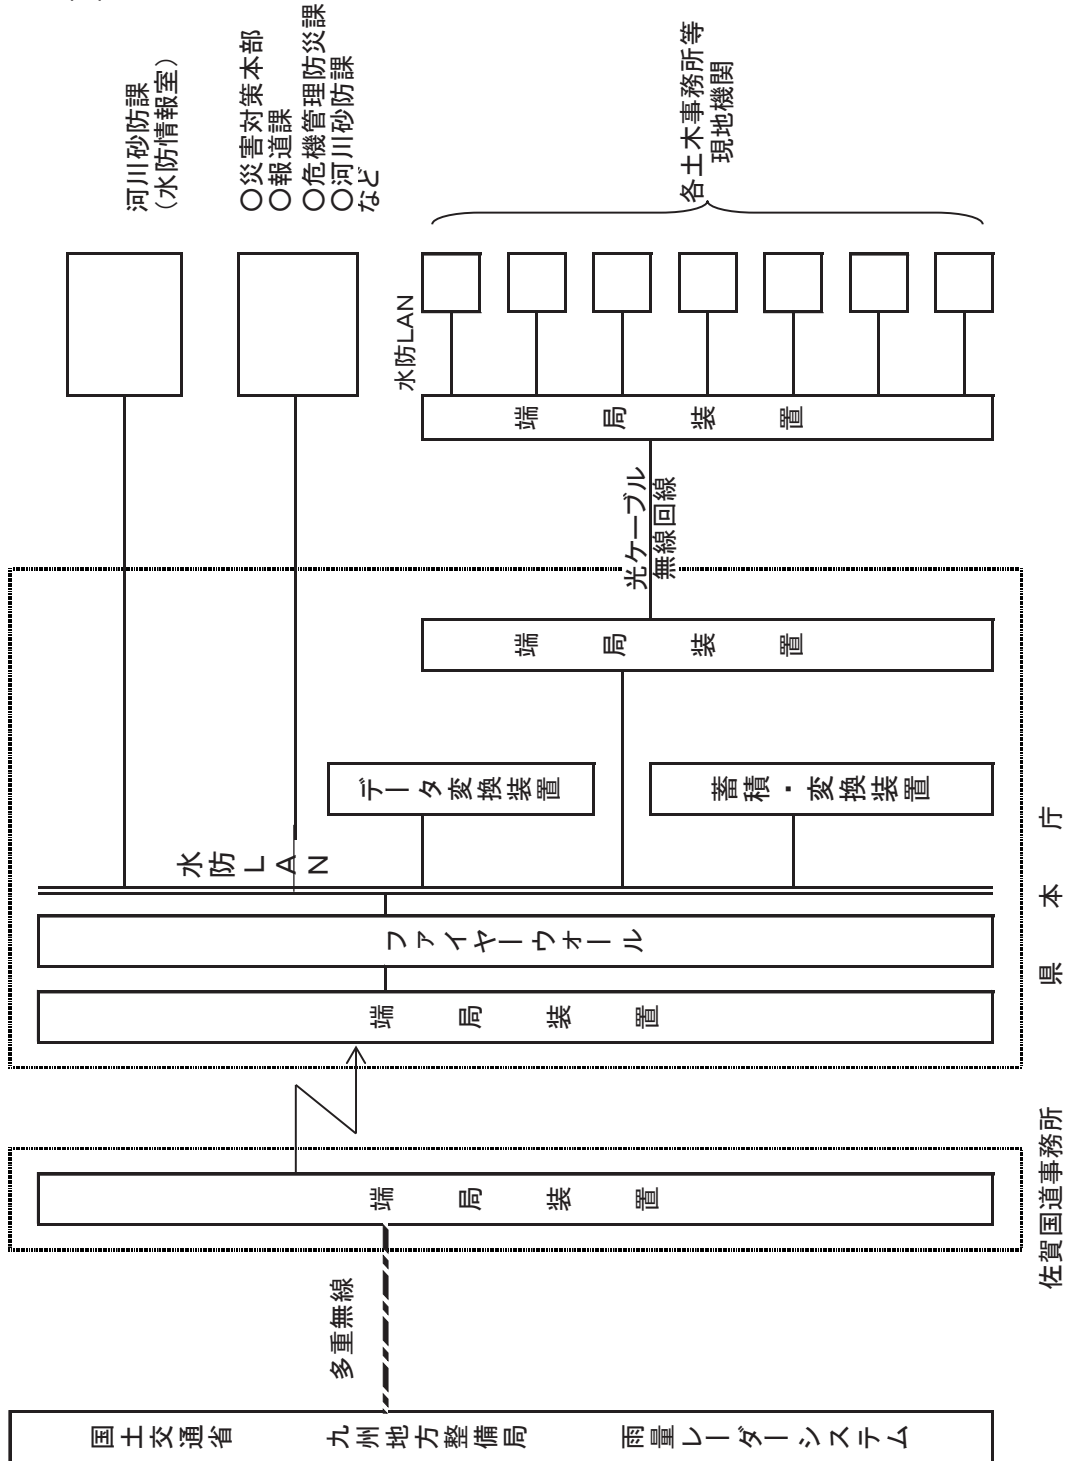 国土交通省 九州地方整備局 雨量レーダーシステム
多重無線
端局装置
佐賀国道事務所
端局装置
ファイヤーウォール
水防LAN
データ変換装置
蓄積・変換装置
端局装置
県本庁
光ケーブル
無線回線
端局装置
水防LAN
河川砂防課
(水防情報室)
○災害対策本部
○報道課
○危機管理防災課
○河川砂防課
など
各土木事務所等
現地機関